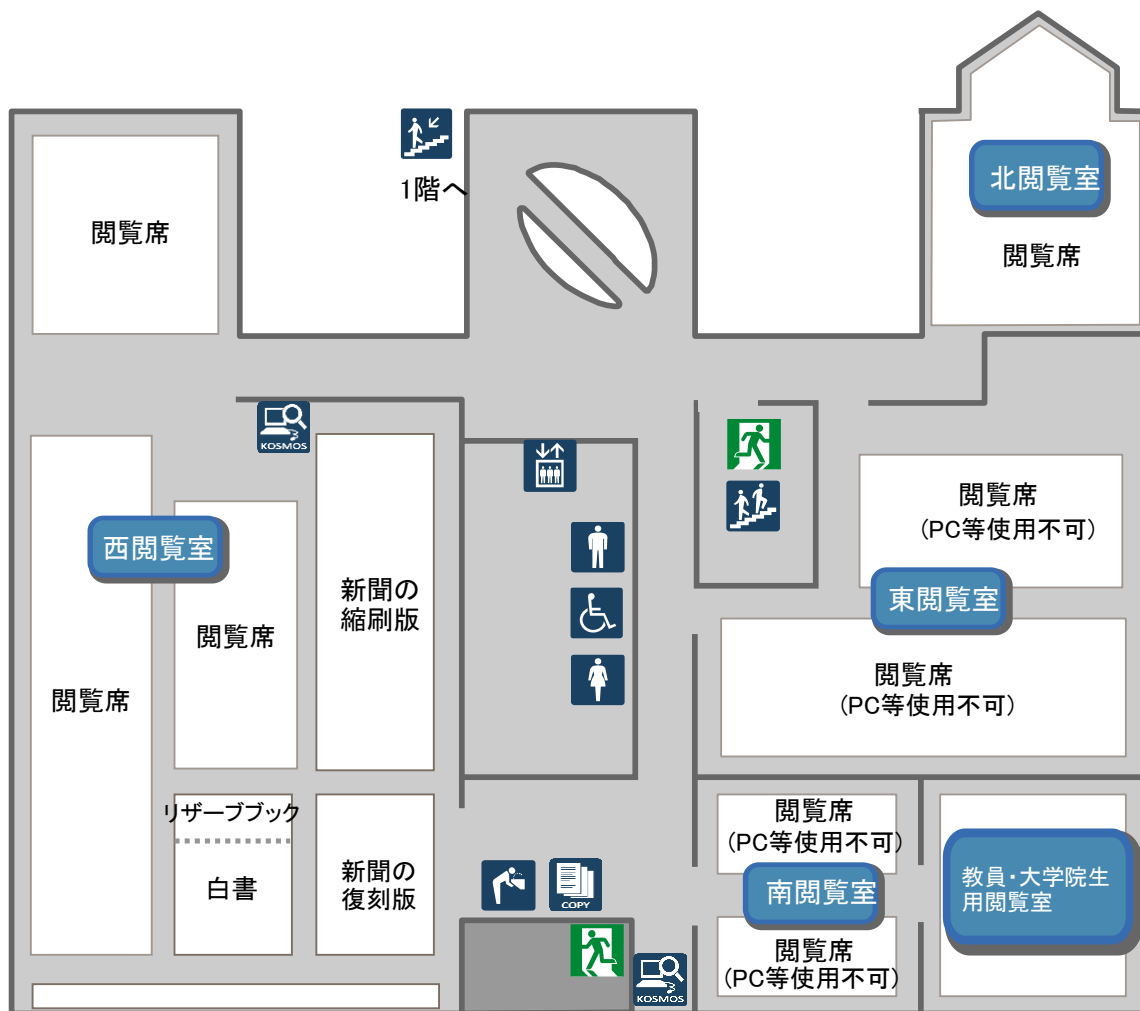 1階へ
北閲覧室
閲覧席
閲覧席
KOSMOS
西閲覧室
閲覧席
閲覧席
新聞の
縮刷版
リザーブブック
白書
新聞の
復刻版
COPY
KOSMOS
閲覧席
(PC等使用不可)
東閲覧室
閲覧席
(PC等使用不可)
閲覧席
(PC等使用不可)
南閲覧室
閲覧席
(PC等使用不可)
教員・大学院生
用閲覧室